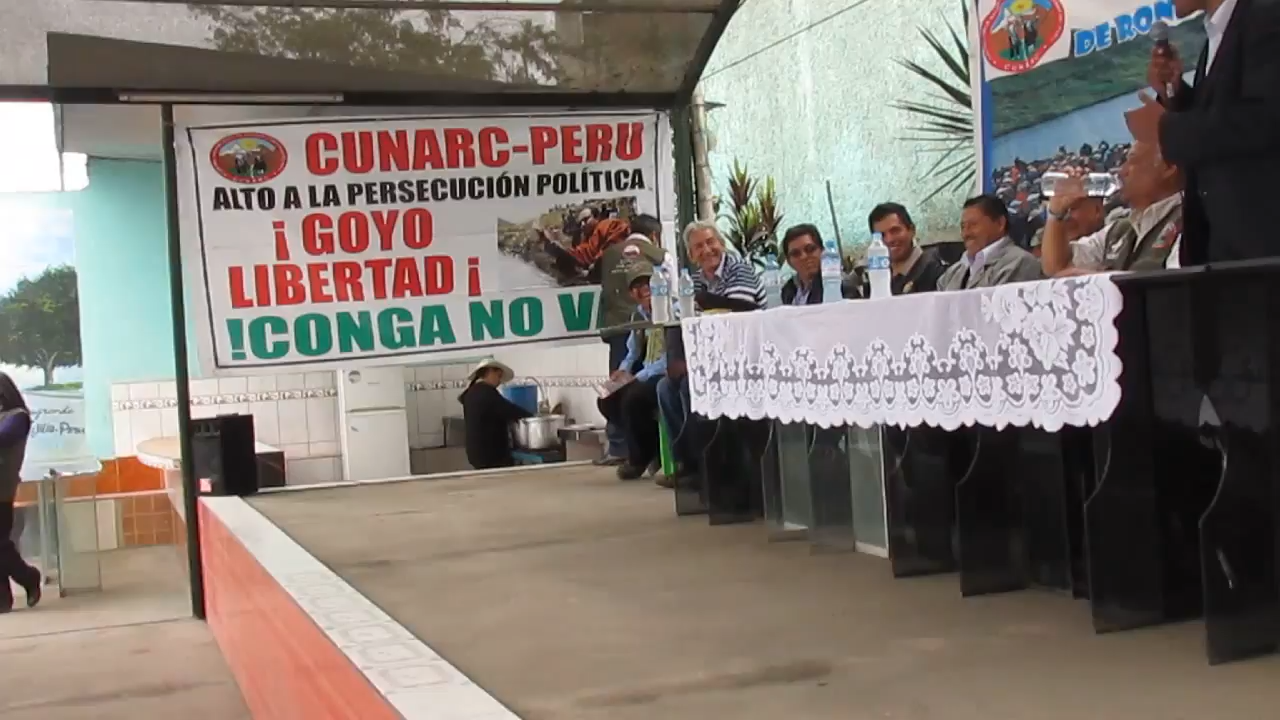 CUNARC-PERU
ALTO A LA PERSECUCIÓN POLÍTICA
¡ GOYO
LIBERTAD ¡
!CONGA NO V
DE RON